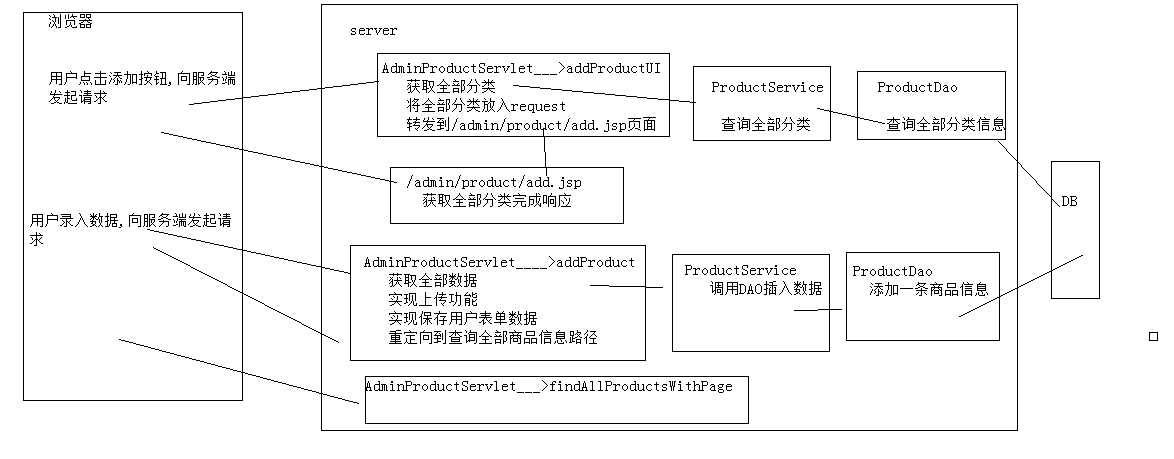 浏览器
用户点击添加按钮,向服务端
发起请求
用户录入数据,向服务端发起请
求
server
AdminProductServlet___>addProductUI
获取全部分类
将全部分类放入request
转发到/admin/product/add.jsp页面
ProductService
查询全部分类
ProductDao
查询全部分类信息
/admin/product/add.jsp
获取全部分类完成响应
DB
AdminProductServlet____>addProduct
获取全部数据
实现上传功能
实现保存用户表单数据
重定向到查询全部商品信息路径
ProductService
调用DAO插入数据
ProductDao
添加一条商品信息
AdminProductServlet___>findAllProductsWithPage